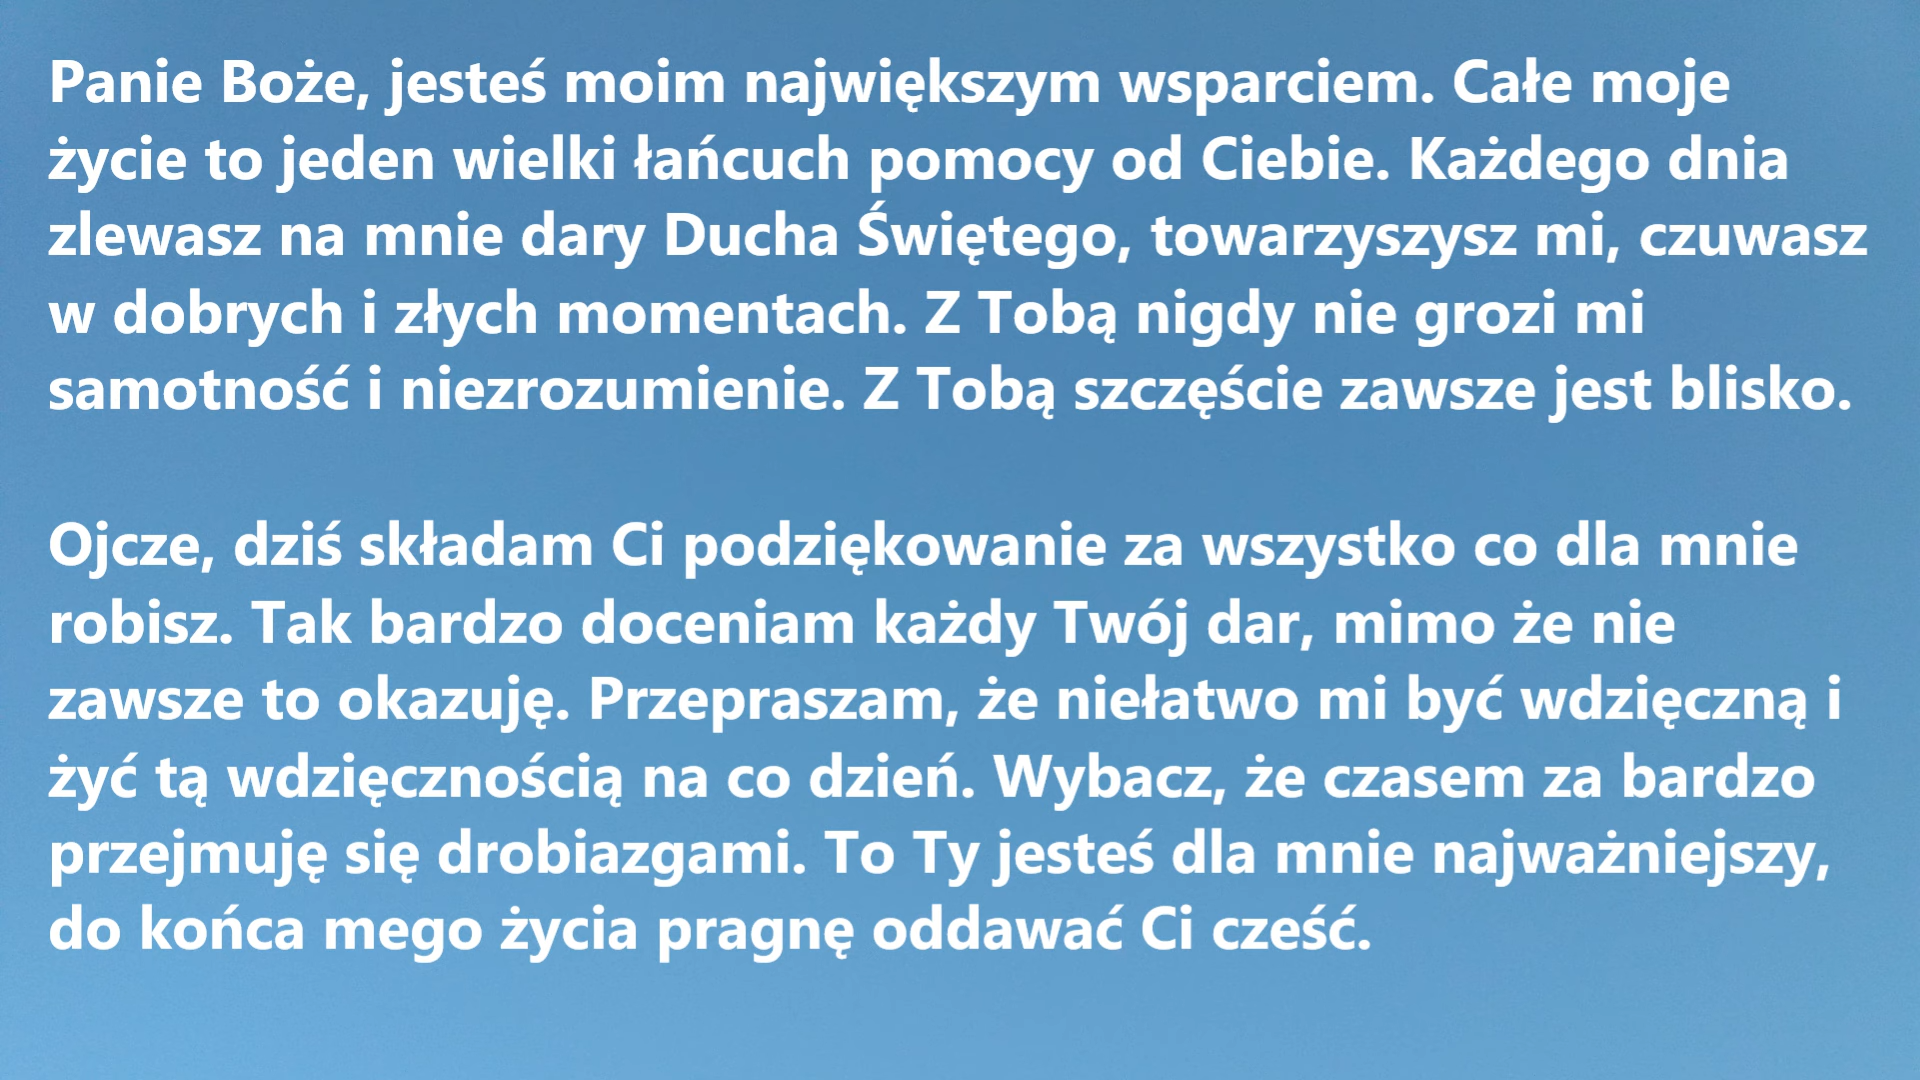 Panie Boże, jesteś moim największym wsparciem. Całe moje
życie to jeden wielki łańcuch pomocy od Ciebie. Każdego dnia
zlewasz na mnie dary Ducha Świętego, towarzyszysz mi, czuwasz
w dobrych i złych momentach. Z Tobą nigdy nie grozi mi
samotność i niezrozumienie. Z Tobą szczęście zawsze jest blisko.
Ojcze, dziś składam Ci podziękowanie za wszystko co dla mnie
robisz. Tak bardzo doceniam każdy Twój dar, mimo że nie
zawsze to okazuję. Przepraszam, że niełatwo mi być wdzięczną i
żyć tą wdzięcznością na co dzień. Wybacz, że czasem za bardzo
przejmuję się drobiazgami. To Ty jesteś dla mnie najważniejszy,
do końca mego życia pragnę oddawać Ci cześć.